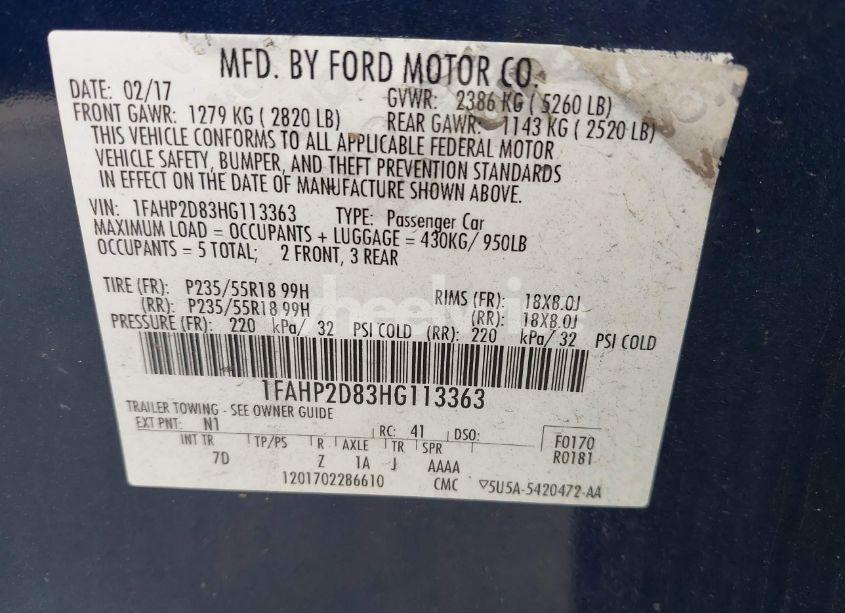 MFD. BY FORD MOTOR CO.
DATE: 02/17 GVWR: 2386 KG ( 5260 LB)
FRONT GAWR: 1279 KG ( 2820 LB) REAR GAWR: 1143 KG ( 2520 LB)
THIS VEHICLE CONFORMS TO ALL APPLICABLE FEDERAL MOTOR
VEHICLE SAFETY, BUMPER, AND THEFT PREVENTION STANDARDS
IN EFFECT ON THE DATE OF MANUFACTURE SHOWN ABOVE.
VIN: 1FAHP2D83HG113363 TYPE: Passenger Car
MAXIMUM LOAD = OCCUPANTS + LUGGAGE = 430KG/ 950LB
OCCUPANTS = 5 TOTAL; 2 FRONT, 3 REAR
TIRE (FR): P235/55R18 99H RIMS (FR): 18X8.0J
(RR): P235/55R18 99H (RR): 18X8.0J
PRESSURE (FR): 220 kPa/ 32 PSI COLD (RR): 220 kPa/ 32 PSI COLD
1FAHP2D83HG113363
TRAILER TOWING - SEE OWNER GUIDE
EXT PNT: N1 RC: 41 DSO: F0170
INT TR TP/PS R AXLE TR SPR R0181
7D Z 1A J AAAA
1201702286610 CMC ▽5U5A-5420472-AA